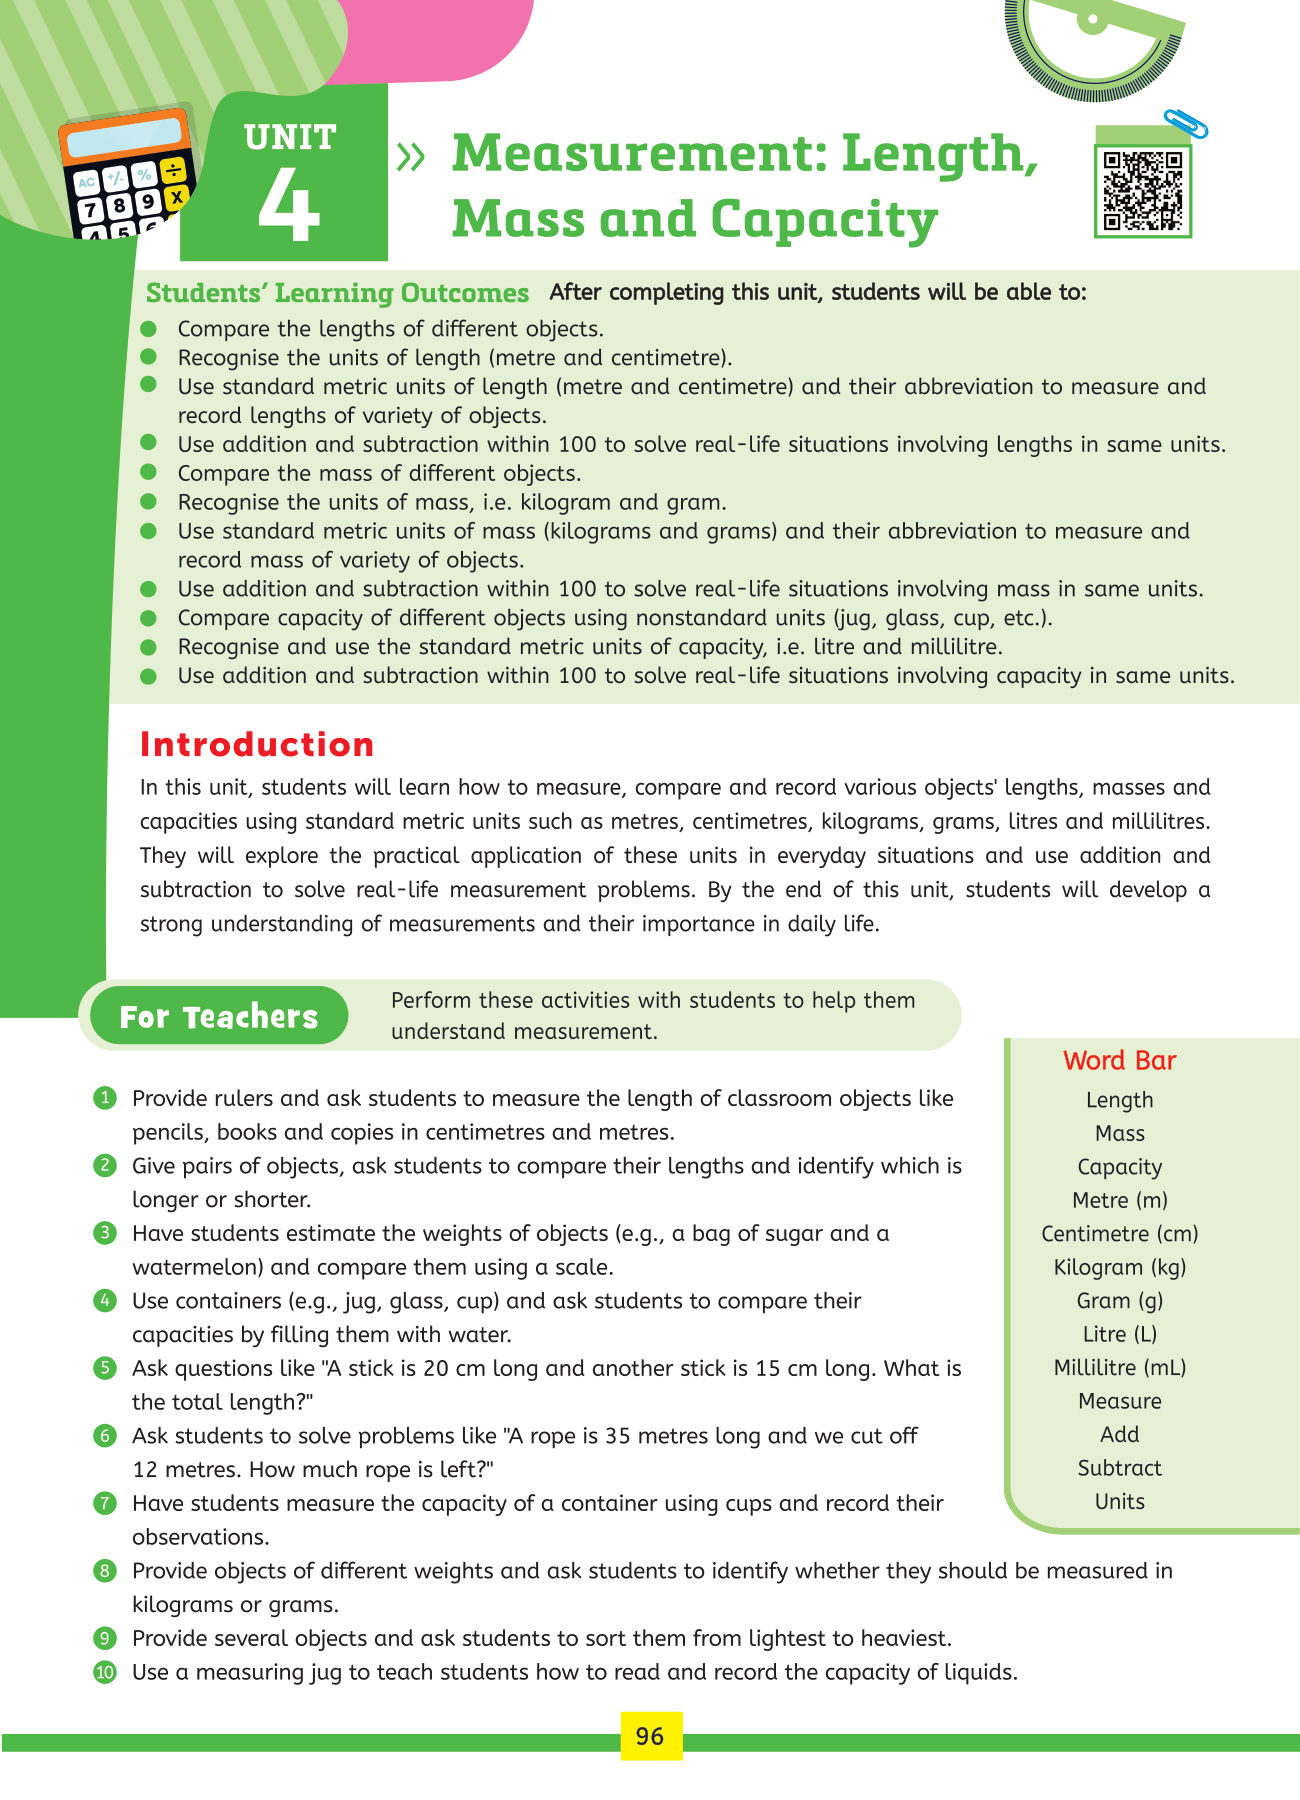 UNIT
4
» Measurement: Length,
Mass and Capacity
AC +/- % ÷
7 8 9 X
4 5 6
Students’ Learning Outcomes After completing this unit, students will be able to:
Compare the lengths of different objects.
Recognise the units of length (metre and centimetre).
Use standard metric units of length (metre and centimetre) and their abbreviation to measure and
record lengths of variety of objects.
Use addition and subtraction within 100 to solve real-life situations involving lengths in same units.
Compare the mass of different objects.
Recognise the units of mass, i.e. kilogram and gram.
Use standard metric units of mass (kilograms and grams) and their abbreviation to measure and
record mass of variety of objects.
Use addition and subtraction within 100 to solve real-life situations involving mass in same units.
Compare capacity of different objects using nonstandard units (jug, glass, cup, etc.).
Recognise and use the standard metric units of capacity, i.e. litre and millilitre.
Use addition and subtraction within 100 to solve real-life situations involving capacity in same units.
Introduction
In this unit, students will learn how to measure, compare and record various objects' lengths, masses and
capacities using standard metric units such as metres, centimetres, kilograms, grams, litres and millilitres.
They will explore the practical application of these units in everyday situations and use addition and
subtraction to solve real-life measurement problems. By the end of this unit, students will develop a
strong understanding of measurements and their importance in daily life.
For Teachers
Perform these activities with students to help them
understand measurement.
1 Provide rulers and ask students to measure the length of classroom objects like
pencils, books and copies in centimetres and metres.
2 Give pairs of objects, ask students to compare their lengths and identify which is
longer or shorter.
3 Have students estimate the weights of objects (e.g., a bag of sugar and a
watermelon) and compare them using a scale.
4 Use containers (e.g., jug, glass, cup) and ask students to compare their
capacities by filling them with water.
5 Ask questions like "A stick is 20 cm long and another stick is 15 cm long. What is
the total length?"
6 Ask students to solve problems like "A rope is 35 metres long and we cut off
12 metres. How much rope is left?"
7 Have students measure the capacity of a container using cups and record their
observations.
8 Provide objects of different weights and ask students to identify whether they should be measured in
kilograms or grams.
9 Provide several objects and ask students to sort them from lightest to heaviest.
10 Use a measuring jug to teach students how to read and record the capacity of liquids.
Word Bar
Length
Mass
Capacity
Metre (m)
Centimetre (cm)
Kilogram (kg)
Gram (g)
Litre (L)
Millilitre (mL)
Measure
Add
Subtract
Units
96